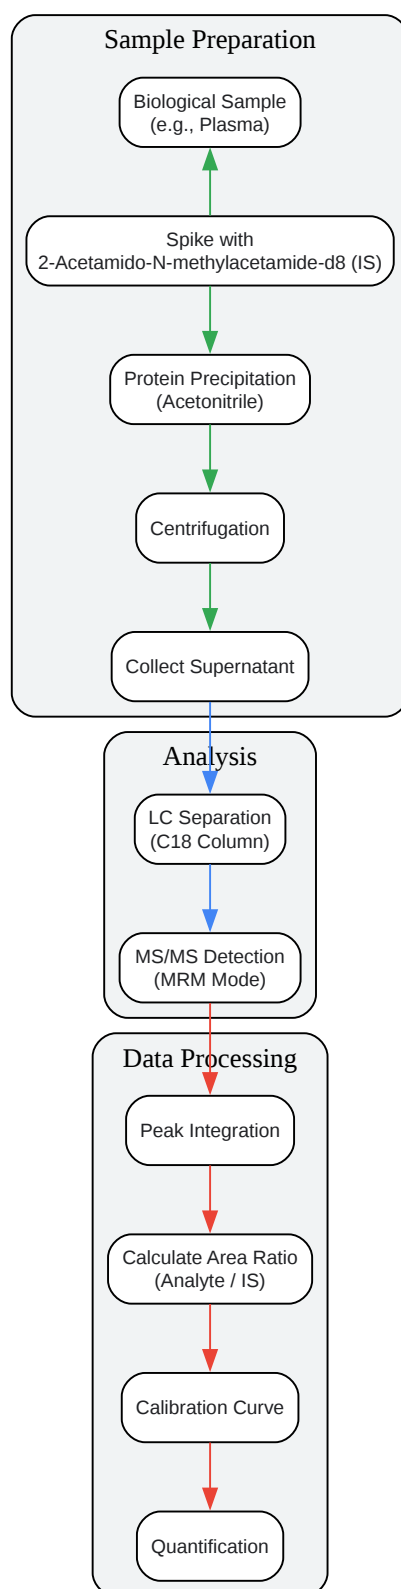 Sample Preparation
Biological Sample
(e.g., Plasma)
Spike with
2-Acetamido-N-methylacetamide-d8 (IS)
Protein Precipitation
(Acetonitrile)
Centrifugation
Collect Supernatant
Analysis
LC Separation
(C18 Column)
MS/MS Detection
(MRM Mode)
Data Processing
Peak Integration
Calculate Area Ratio
(Analyte / IS)
Calibration Curve
Quantification